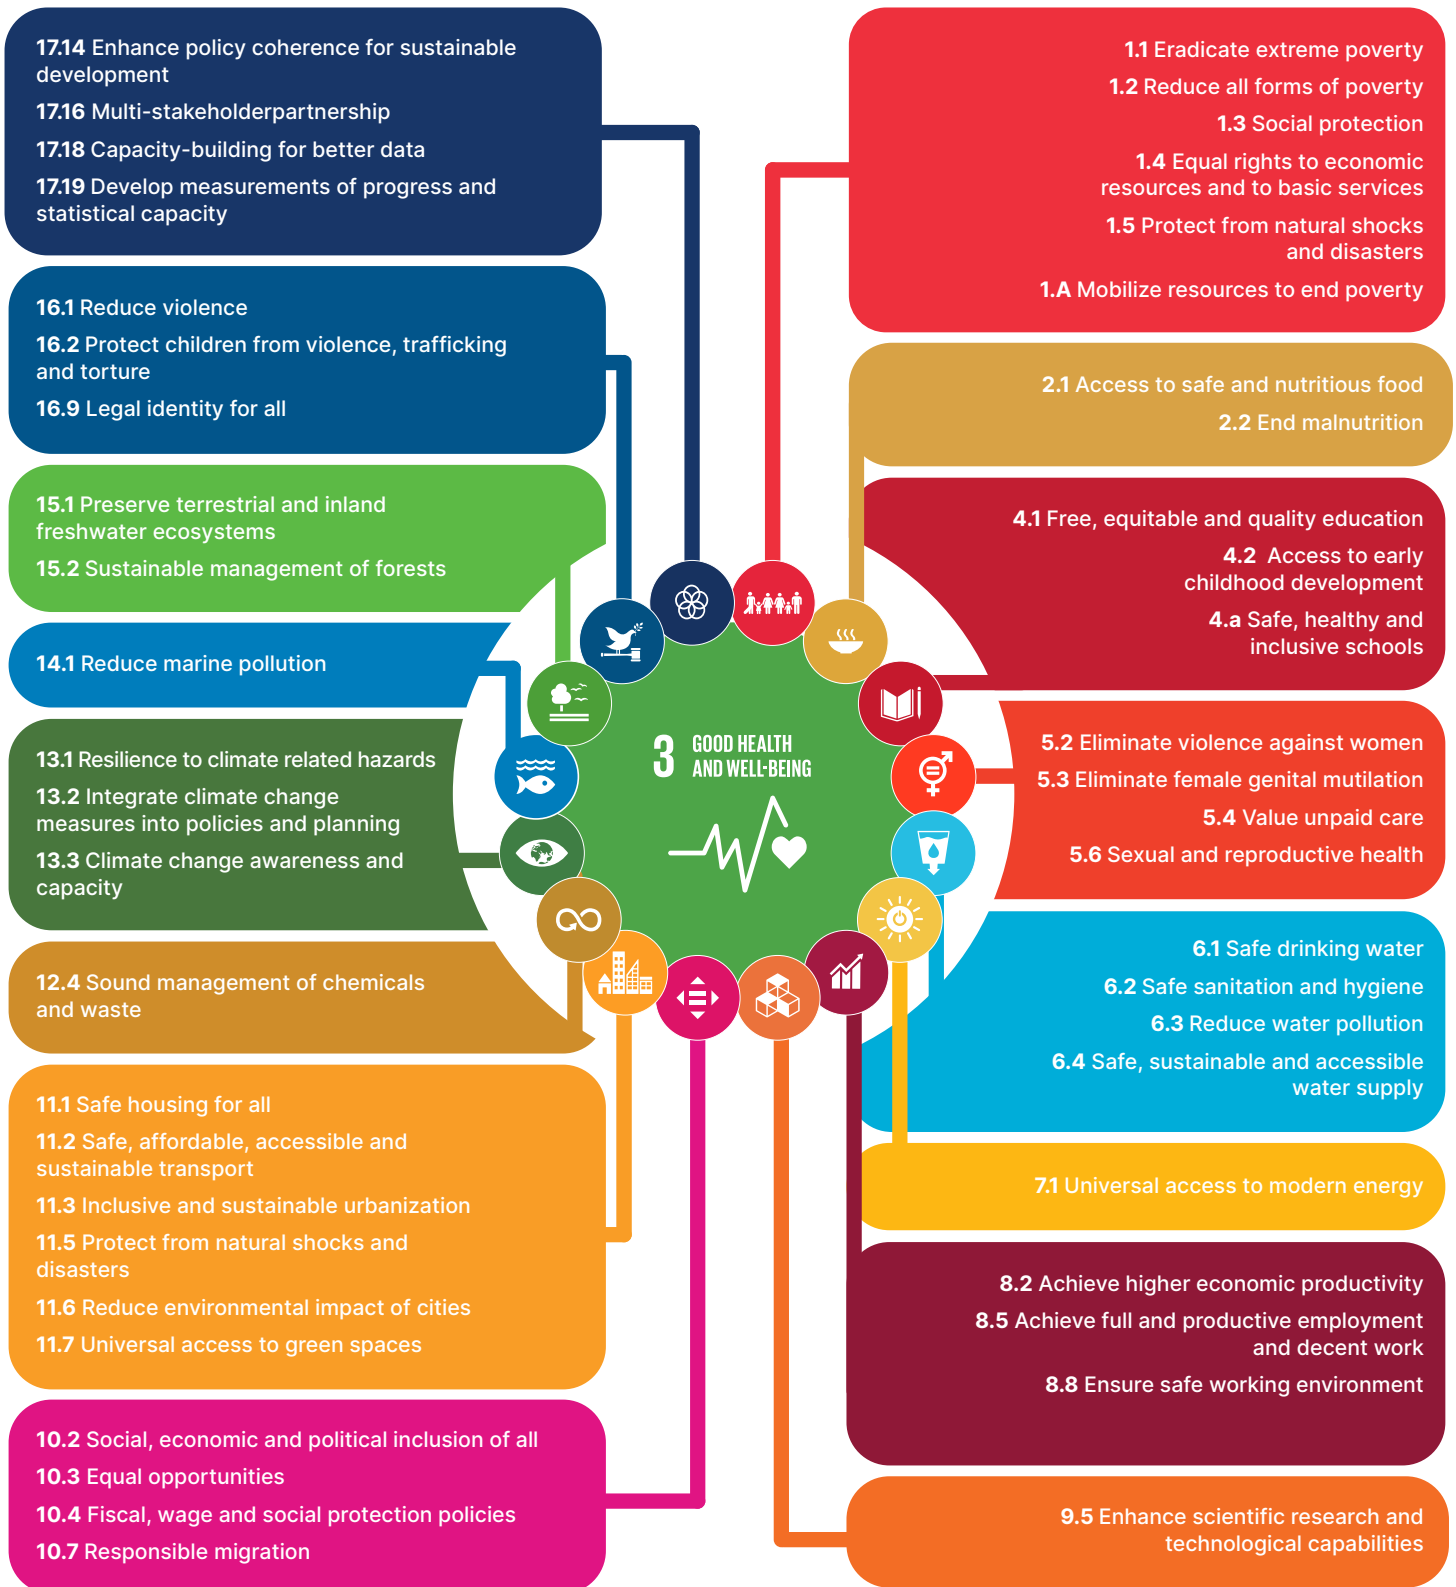 17.14 Enhance policy coherence for sustainable
development
17.16 Multi-stakeholderpartnership
17.18 Capacity-building for better data
17.19 Develop measurements of progress and
statistical capacity
16.1 Reduce violence
16.2 Protect children from violence, trafficking
and torture
16.9 Legal identity for all
15.1 Preserve terrestrial and inland
freshwater ecosystems
15.2 Sustainable management of forests
14.1 Reduce marine pollution
13.1 Resilience to climate related hazards
13.2 Integrate climate change
measures into policies and planning
13.3 Climate change awareness and
capacity
12.4 Sound management of chemicals
and waste
11.1 Safe housing for all
11.2 Safe, affordable, accessible and
sustainable transport
11.3 Inclusive and sustainable urbanization
11.5 Protect from natural shocks and
disasters
11.6 Reduce environmental impact of cities
11.7 Universal access to green spaces
10.2 Social, economic and political inclusion of all
10.3 Equal opportunities
10.4 Fiscal, wage and social protection policies
10.7 Responsible migration
3 GOOD HEALTH
AND WELL-BEING
1.1 Eradicate extreme poverty
1.2 Reduce all forms of poverty
1.3 Social protection
1.4 Equal rights to economic
resources and to basic services
1.5 Protect from natural shocks
and disasters
1.A Mobilize resources to end poverty
2.1 Access to safe and nutritious food
2.2 End malnutrition
4.1 Free, equitable and quality education
4.2 Access to early
childhood development
4.a Safe, healthy and
inclusive schools
5.2 Eliminate violence against women
5.3 Eliminate female genital mutilation
5.4 Value unpaid care
5.6 Sexual and reproductive health
6.1 Safe drinking water
6.2 Safe sanitation and hygiene
6.3 Reduce water pollution
6.4 Safe, sustainable and accessible
water supply
7.1 Universal access to modern energy
8.2 Achieve higher economic productivity
8.5 Achieve full and productive employment
and decent work
8.8 Ensure safe working environment
9.5 Enhance scientific research and
technological capabilities